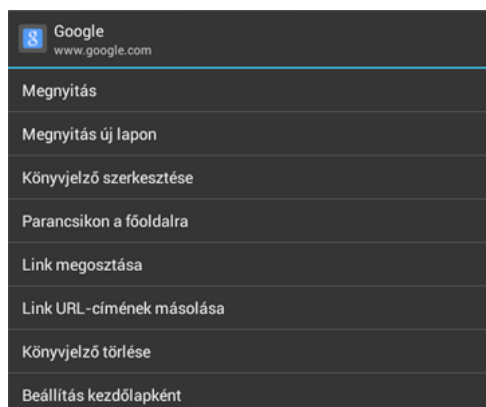 Google
www.google.com
Megnyitás
Megnyitás új lapon
Könyvjelző szerkesztése
Parancsikon a főoldalra
Link megosztása
Link URL-címének másolása
Könyvjelző törlése
Beállítás kezdőlapként